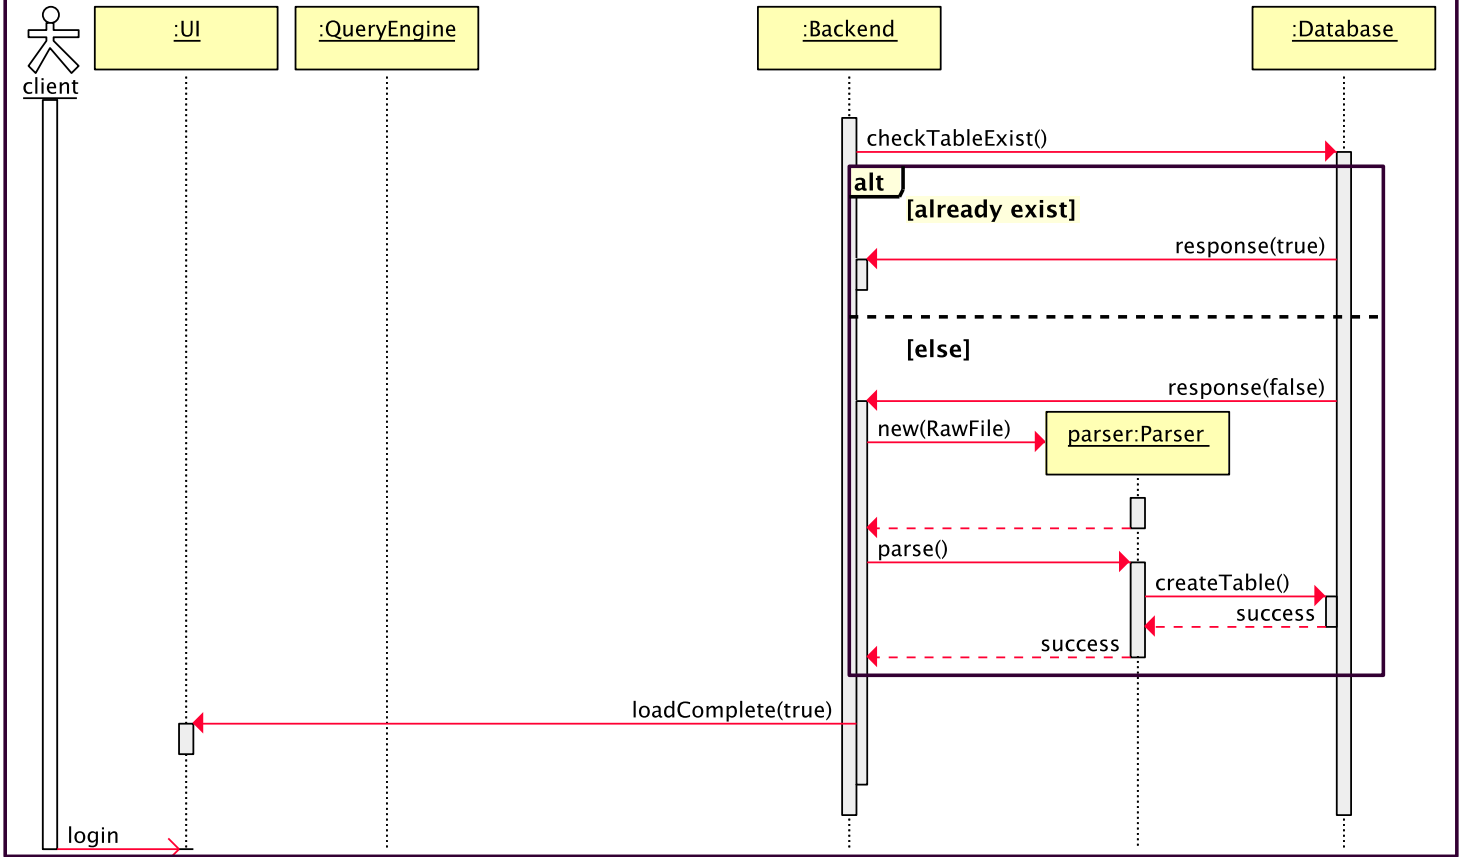 :UI
:QueryEngine
:Backend
:Database
client
checkTableExist()
alt
[already exist]
response(true)
[else]
response(false)
new(RawFile)
parser:Parser
parse()
createTable()
success
success
loadComplete(true)
login